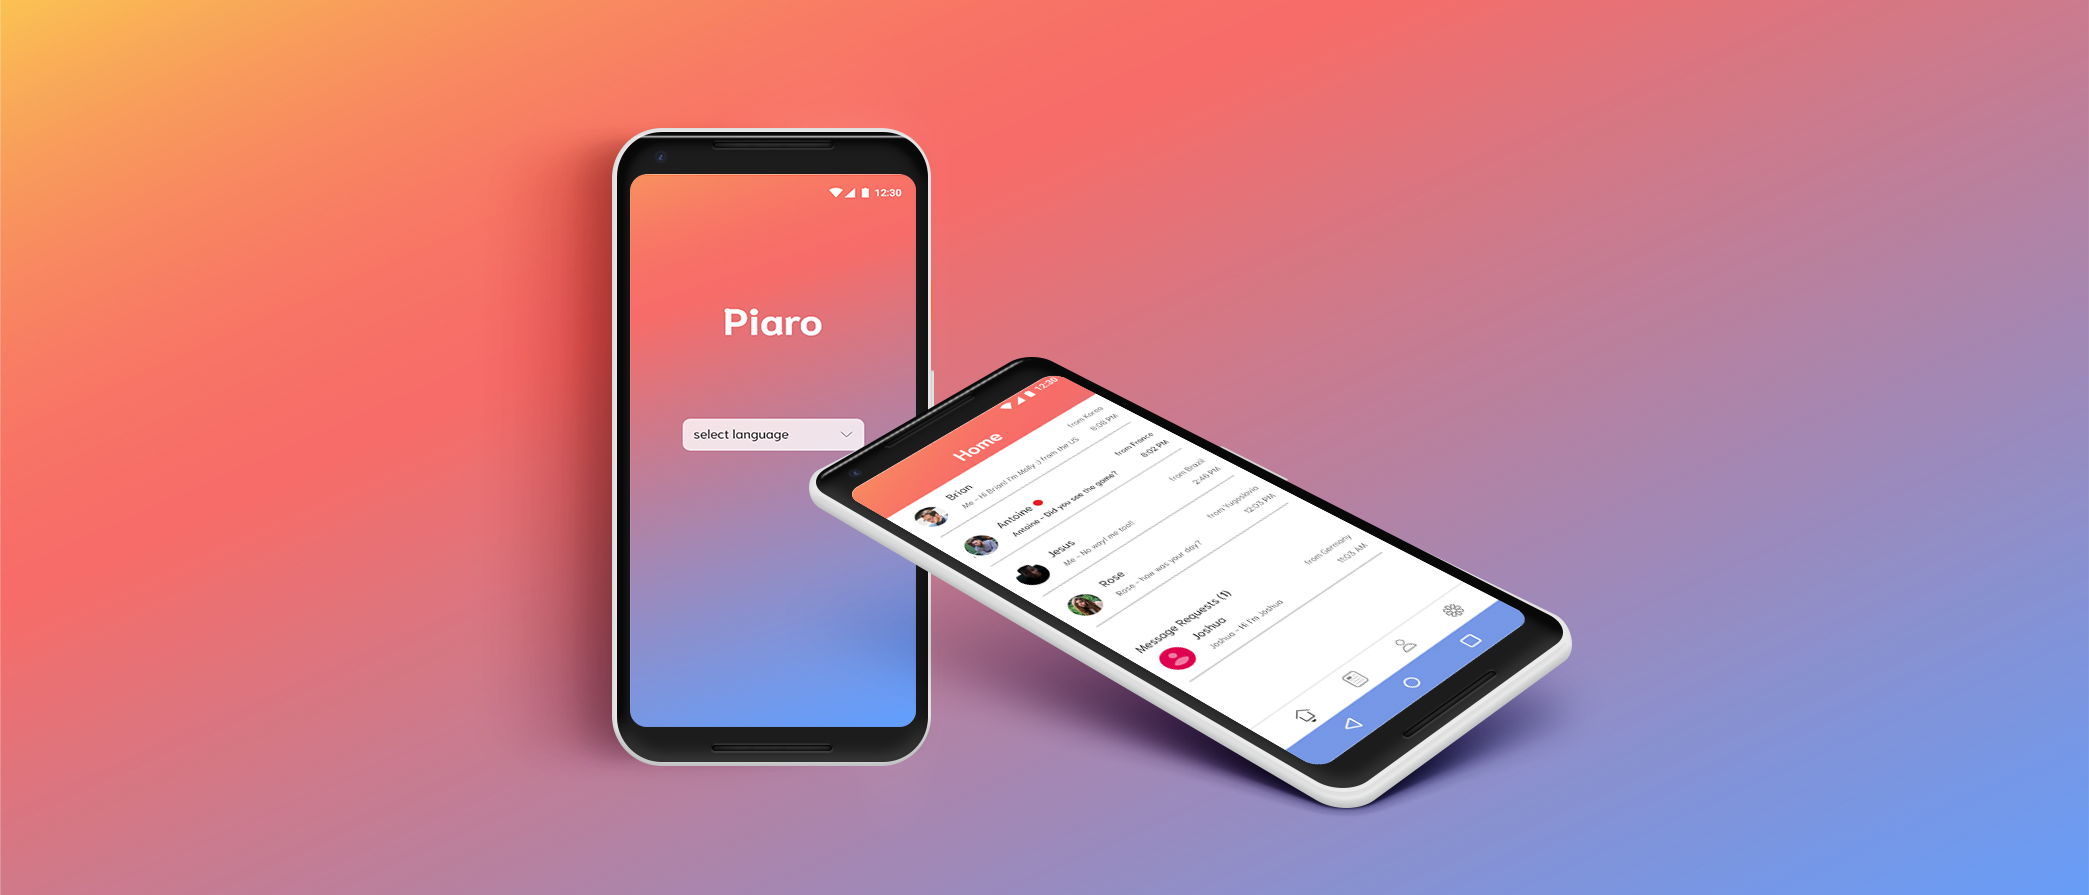 12:30
Piaro
select language
12:30
Home
Brian
from Korea
Me - Hi Brian! I'm Molly :) from the US
8:08 PM
Antoine
from France
Antoine - Did you see the game?
8:02 PM
Jesus
from Brazil
Me - No way! me too!!
2:46 PM
Rose
from Yugoslavia
Rose - how was your day?
12:03 PM
Message Requests (1)
Joshua
from Germany
Joshua - Hi I'm Joshua
11:03 AM